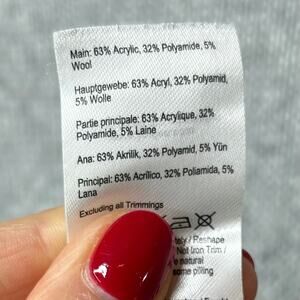 Main: 63% Acrylic, 32% Polyamide, 5%
Wool
Hauptgewebe: 63% Acryl, 32% Polyamid,
5% Wolle
Partie principale: 63% Acrylique, 32%
Polyamide, 5% Laine
Ana: 63% Akrilik, 32% Polyamid, 5% Yün
Principal: 63% Acrílico, 32% Poliamida, 5%
Lana
Excluding all Trimmings
/ Reshape
Not Iron Trim /
natural
some pilling